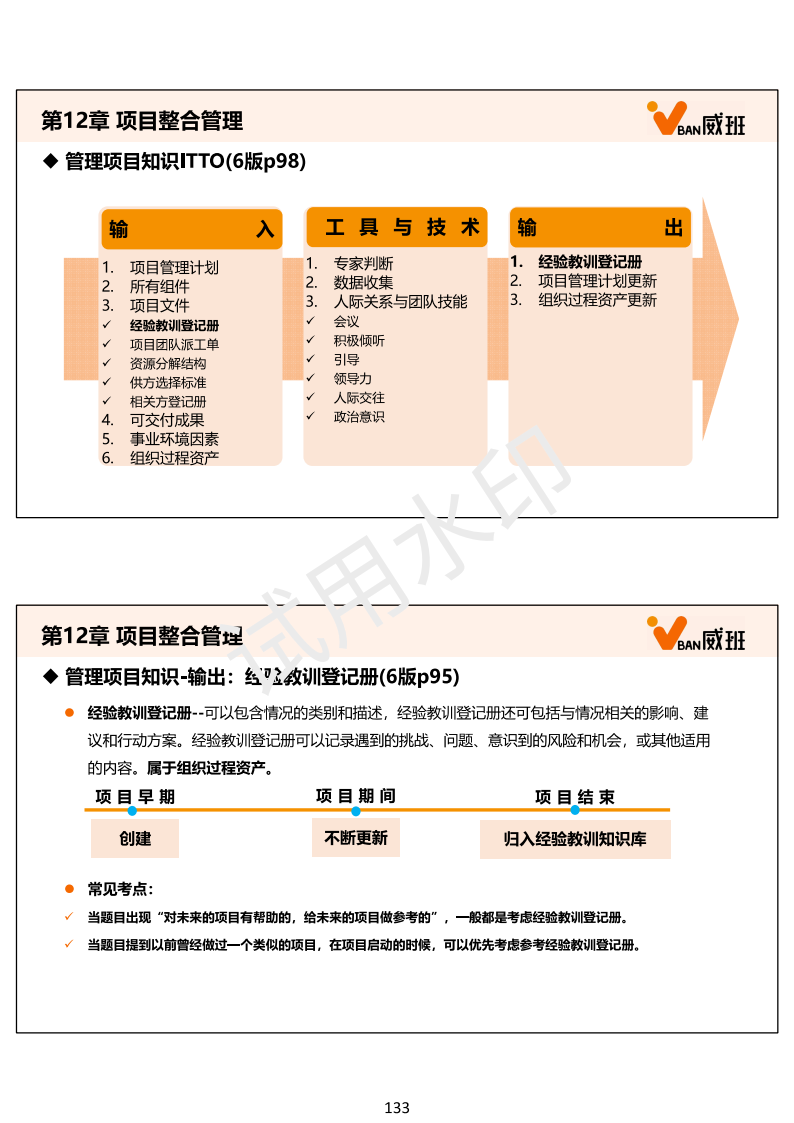 第12章 项目整合管理
BAN威班
◆ 管理项目知识ITTO(6版p98)
输 入
1. 项目管理计划
2. 所有组件
3. 项目文件
✓ 经验教训登记册
✓ 项目团队派工单
✓ 资源分解结构
✓ 供方选择标准
✓ 相关方登记册
4. 可交付成果
5. 事业环境因素
6. 组织过程资产
工 具 与 技 术
1. 专家判断
2. 数据收集
3. 人际关系与团队技能
✓ 会议
✓ 积极倾听
✓ 引导
✓ 领导力
✓ 人际交往
✓ 政治意识
输 出
1. 经验教训登记册
2. 项目管理计划更新
3. 组织过程资产更新
试用水印
第12章 项目整合管理
BAN威班
◆ 管理项目知识-输出：经验教训登记册(6版p95)
● 经验教训登记册--可以包含情况的类别和描述，经验教训登记册还可包括与情况相关的影响、建
议和行动方案。经验教训登记册可以记录遇到的挑战、问题、意识到的风险和机会，或其他适用
的内容。属于组织过程资产。
项目早期 项目期间 项目结束
创建 不断更新 归入经验教训知识库
● 常见考点：
✓ 当题目出现“对未来的项目有帮助的，给未来的项目做参考的”，一般都是考虑经验教训登记册。
✓ 当题目提到以前曾经做过一个类似的项目，在项目启动的时候，可以优先考虑参考经验教训登记册。
133